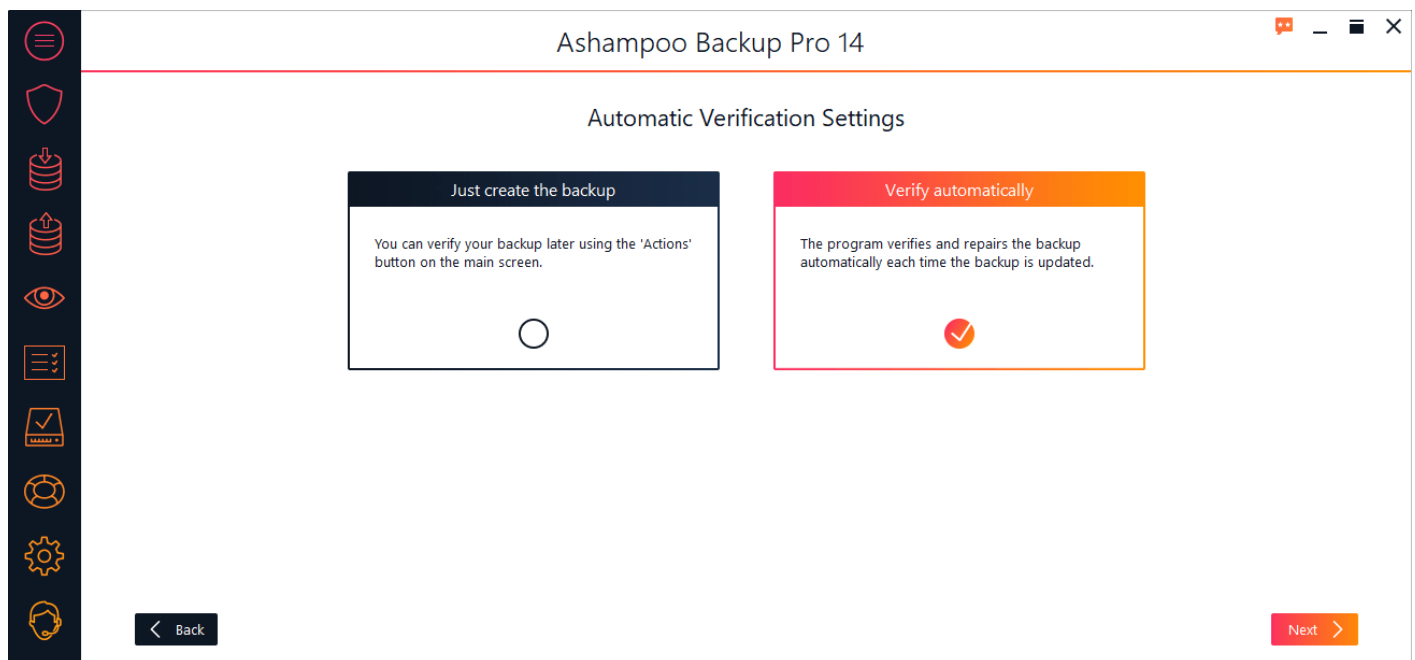 Ashampoo Backup Pro 14
Automatic Verification Settings
Just create the backup
You can verify your backup later using the 'Actions'
button on the main screen.
Verify automatically
The program verifies and repairs the backup
automatically each time the backup is updated.
Back
Next